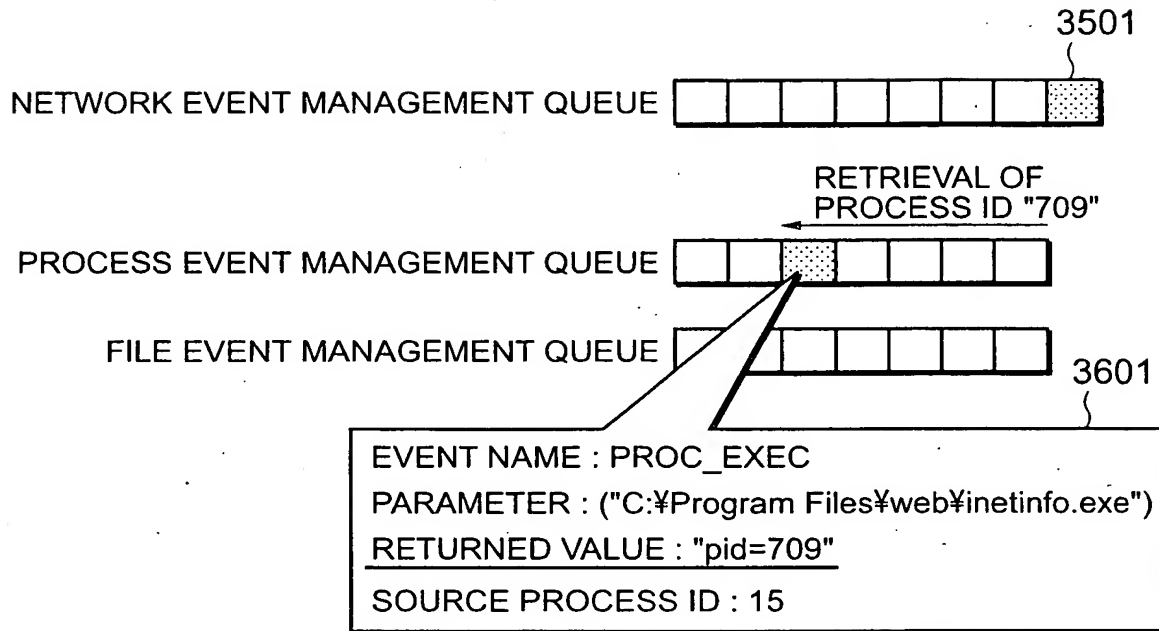 3501
NETWORK EVENT MANAGEMENT QUEUE
RETRIEVAL OF
PROCESS ID "709"
PROCESS EVENT MANAGEMENT QUEUE
FILE EVENT MANAGEMENT QUEUE
3601
EVENT NAME : PROC_EXEC
PARAMETER : ("C:¥Program Files¥web¥inetinfo.exe")
RETURNED VALUE : "pid=709"
SOURCE PROCESS ID : 15